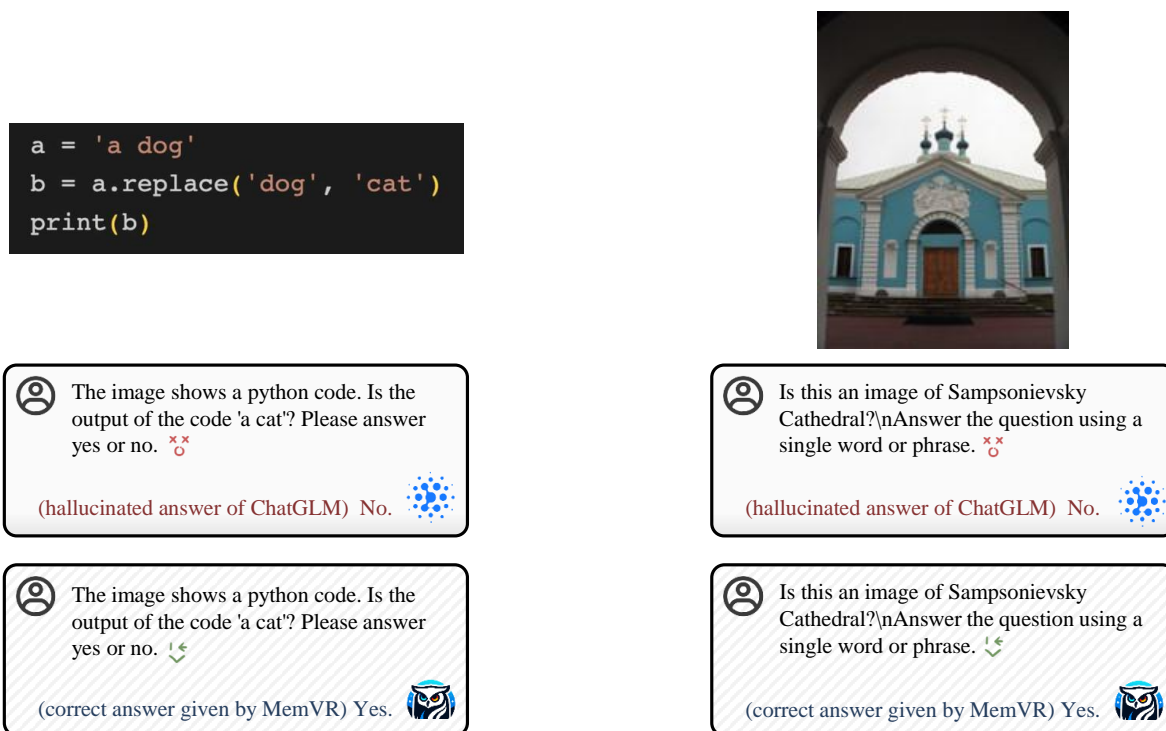 a = 'a dog'
b = a.replace('dog', 'cat')
print(b)
The image shows a python code. Is the
output of the code 'a cat'? Please answer
yes or no.
(hallucinated answer of ChatGLM) No.
The image shows a python code. Is the
output of the code 'a cat'? Please answer
yes or no.
(correct answer given by MemVR) Yes.
Is this an image of Sampsonievsky
Cathedral?\nAnswer the question using a
single word or phrase.
(hallucinated answer of ChatGLM) No.
Is this an image of Sampsonievsky
Cathedral?\nAnswer the question using a
single word or phrase.
(correct answer given by MemVR) Yes.